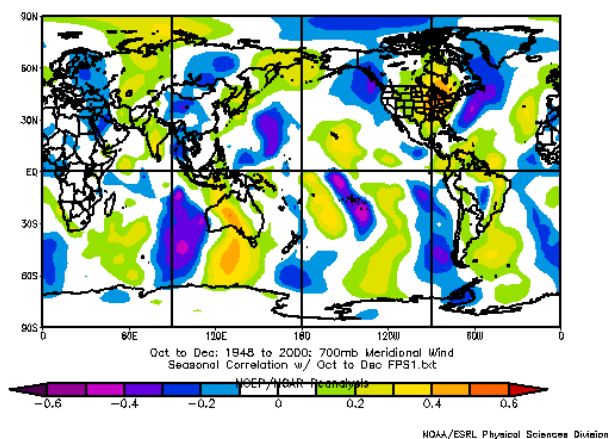 90N
60N
30N
EQ
30S
60S
90S
0
60E
120E
180
120W
60W
0
Oct to Dec: 1948 to 2000: 700mb Meridional Wind
Seasonal Correlation w/ Oct to Dec FPS1.txt
NCEP/NCAR Reanalysis
-0.6
-0.4
-0.2
0
0.2
0.4
0.6
NOAA/ESRL Physical Sciences Division